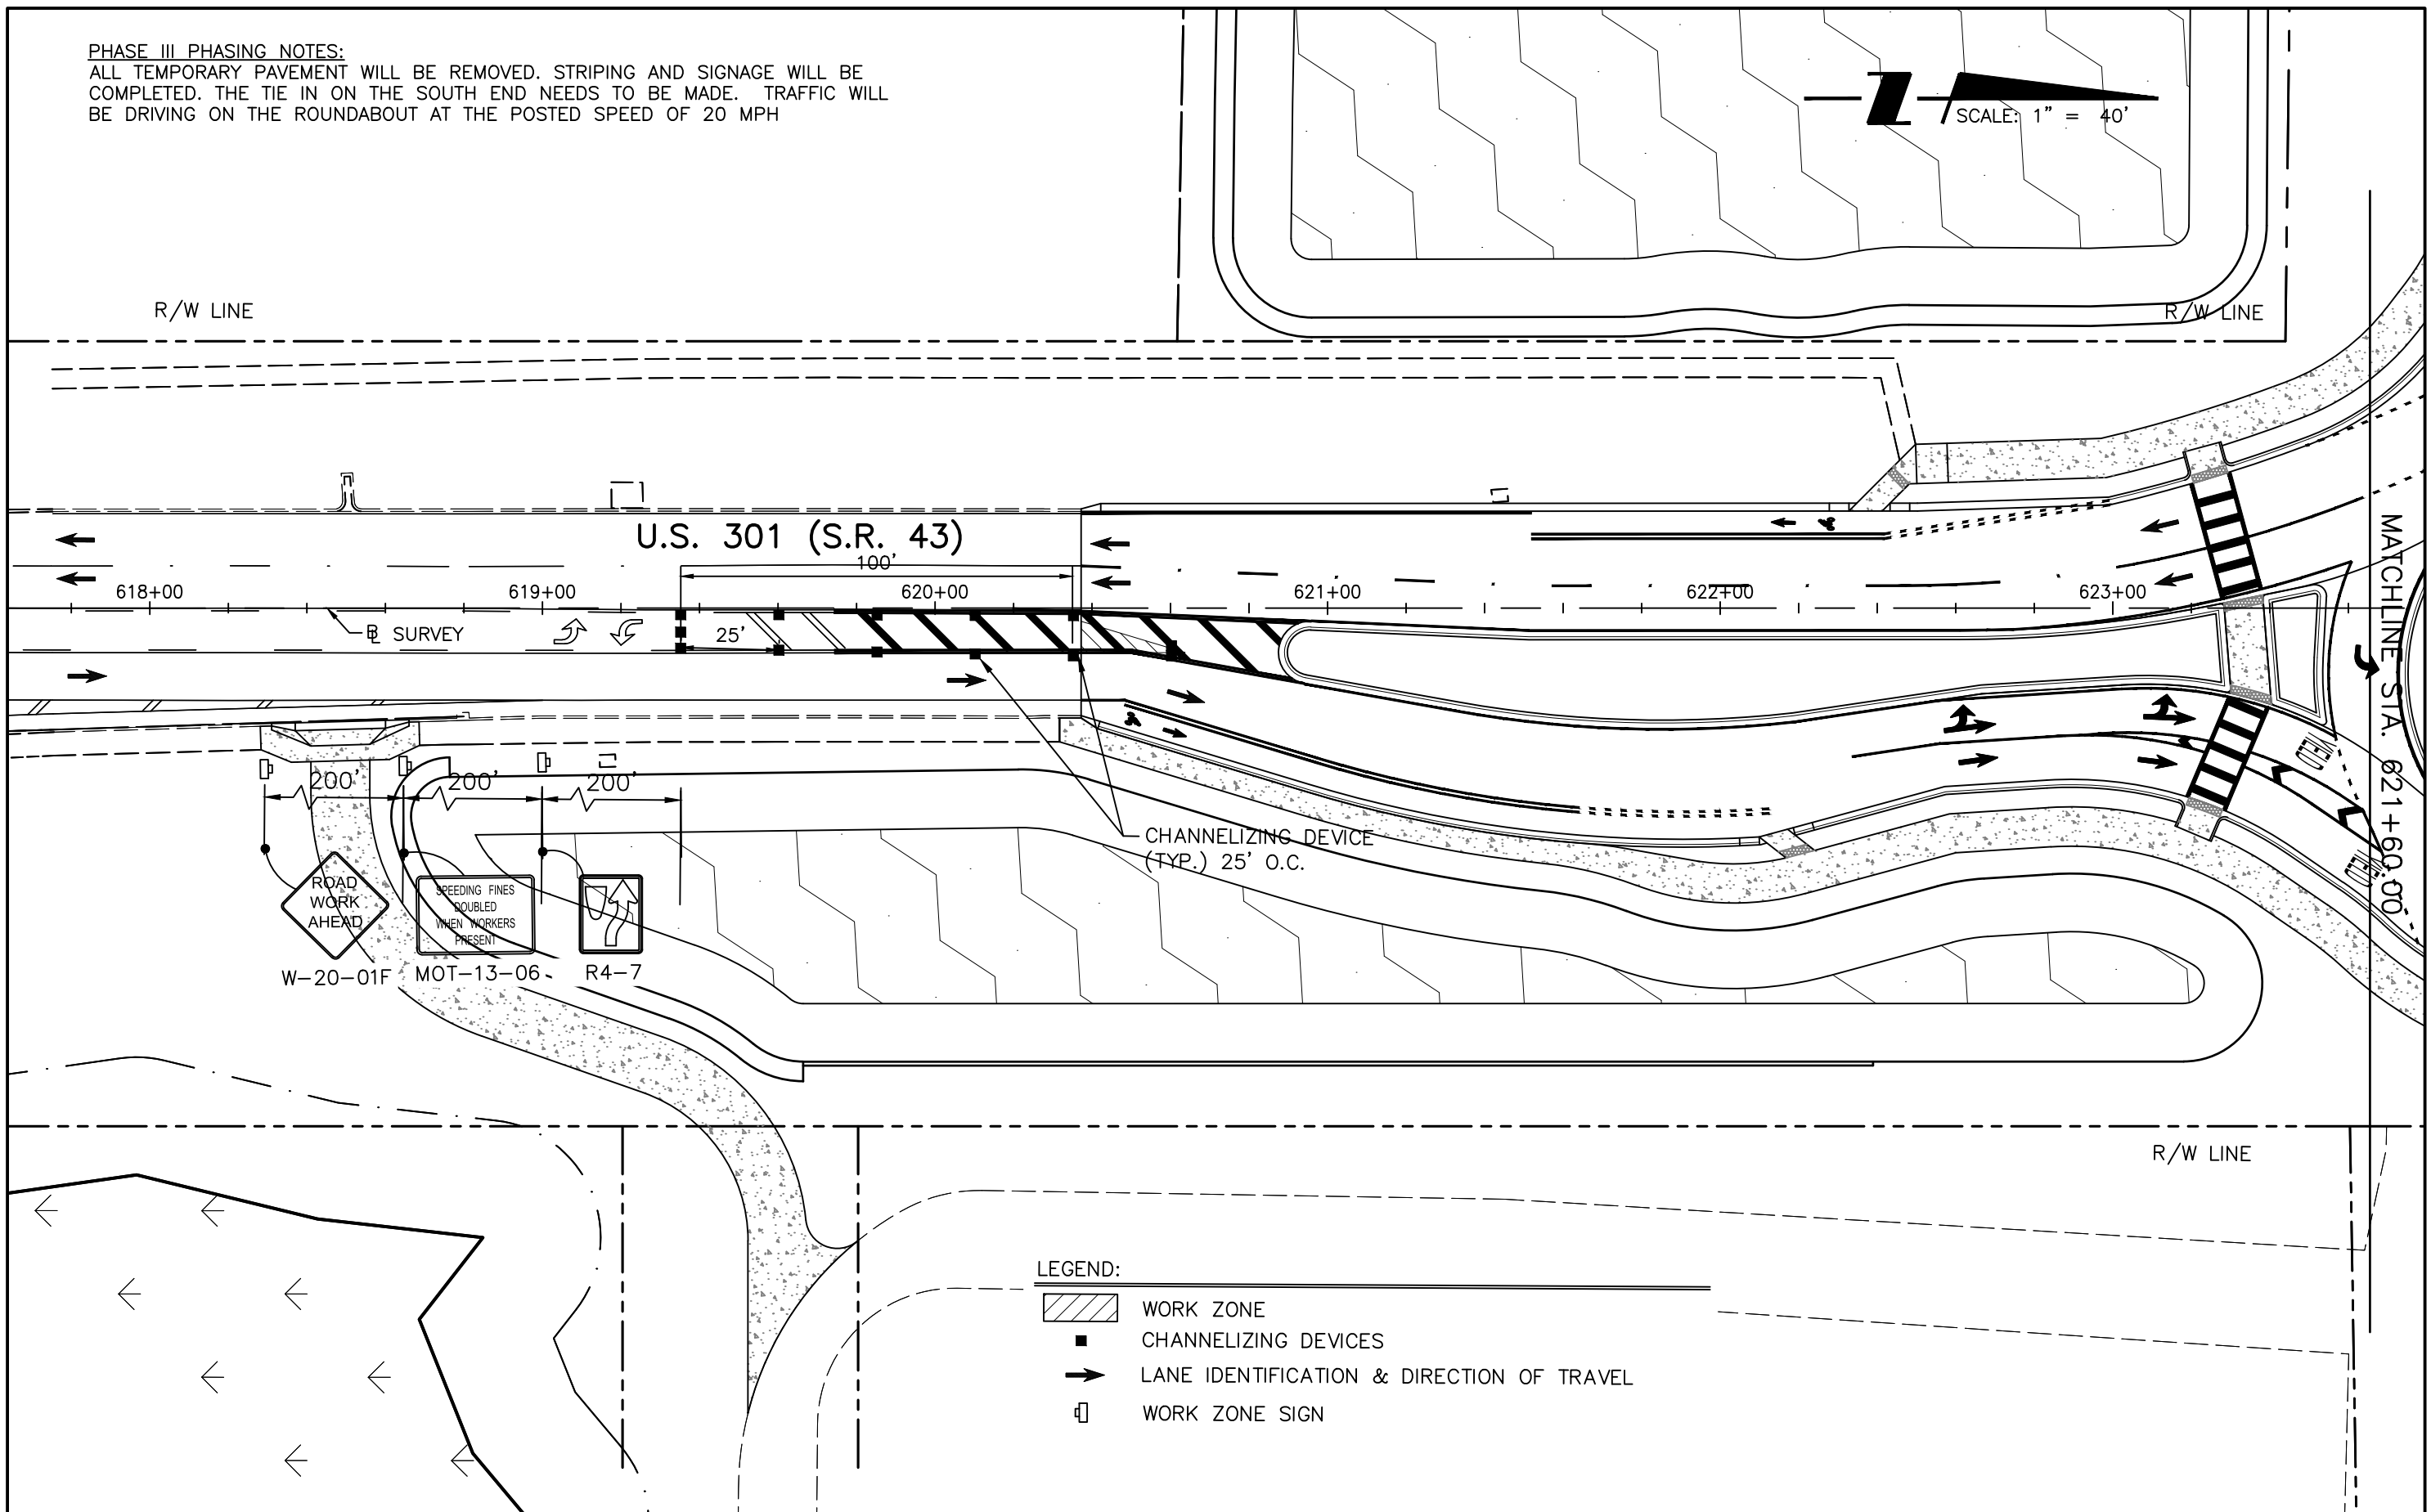 PHASE III PHASING NOTES:
ALL TEMPORARY PAVEMENT WILL BE REMOVED. STRIPING AND SIGNAGE WILL BE
COMPLETED. THE TIE IN ON THE SOUTH END NEEDS TO BE MADE. TRAFFIC WILL
BE DRIVING ON THE ROUNDABOUT AT THE POSTED SPEED OF 20 MPH
SCALE: 1" = 40'
R/W LINE
R/W LINE
U.S. 301 (S.R. 43)
100'
618+00
619+00
620+00
621+00
622+00
623+00
BL SURVEY
25'
MATCHLINE STA. 621+60.00
200'
200'
200'
CHANNELIZING DEVICE
(TYP.) 25' O.C.
ROAD
WORK
AHEAD
W-20-01F
SPEEDING FINES
DOUBLED
WHEN WORKERS
PRESENT
MOT-13-06
R4-7
R/W LINE
LEGEND:
WORK ZONE
CHANNELIZING DEVICES
LANE IDENTIFICATION & DIRECTION OF TRAVEL
WORK ZONE SIGN